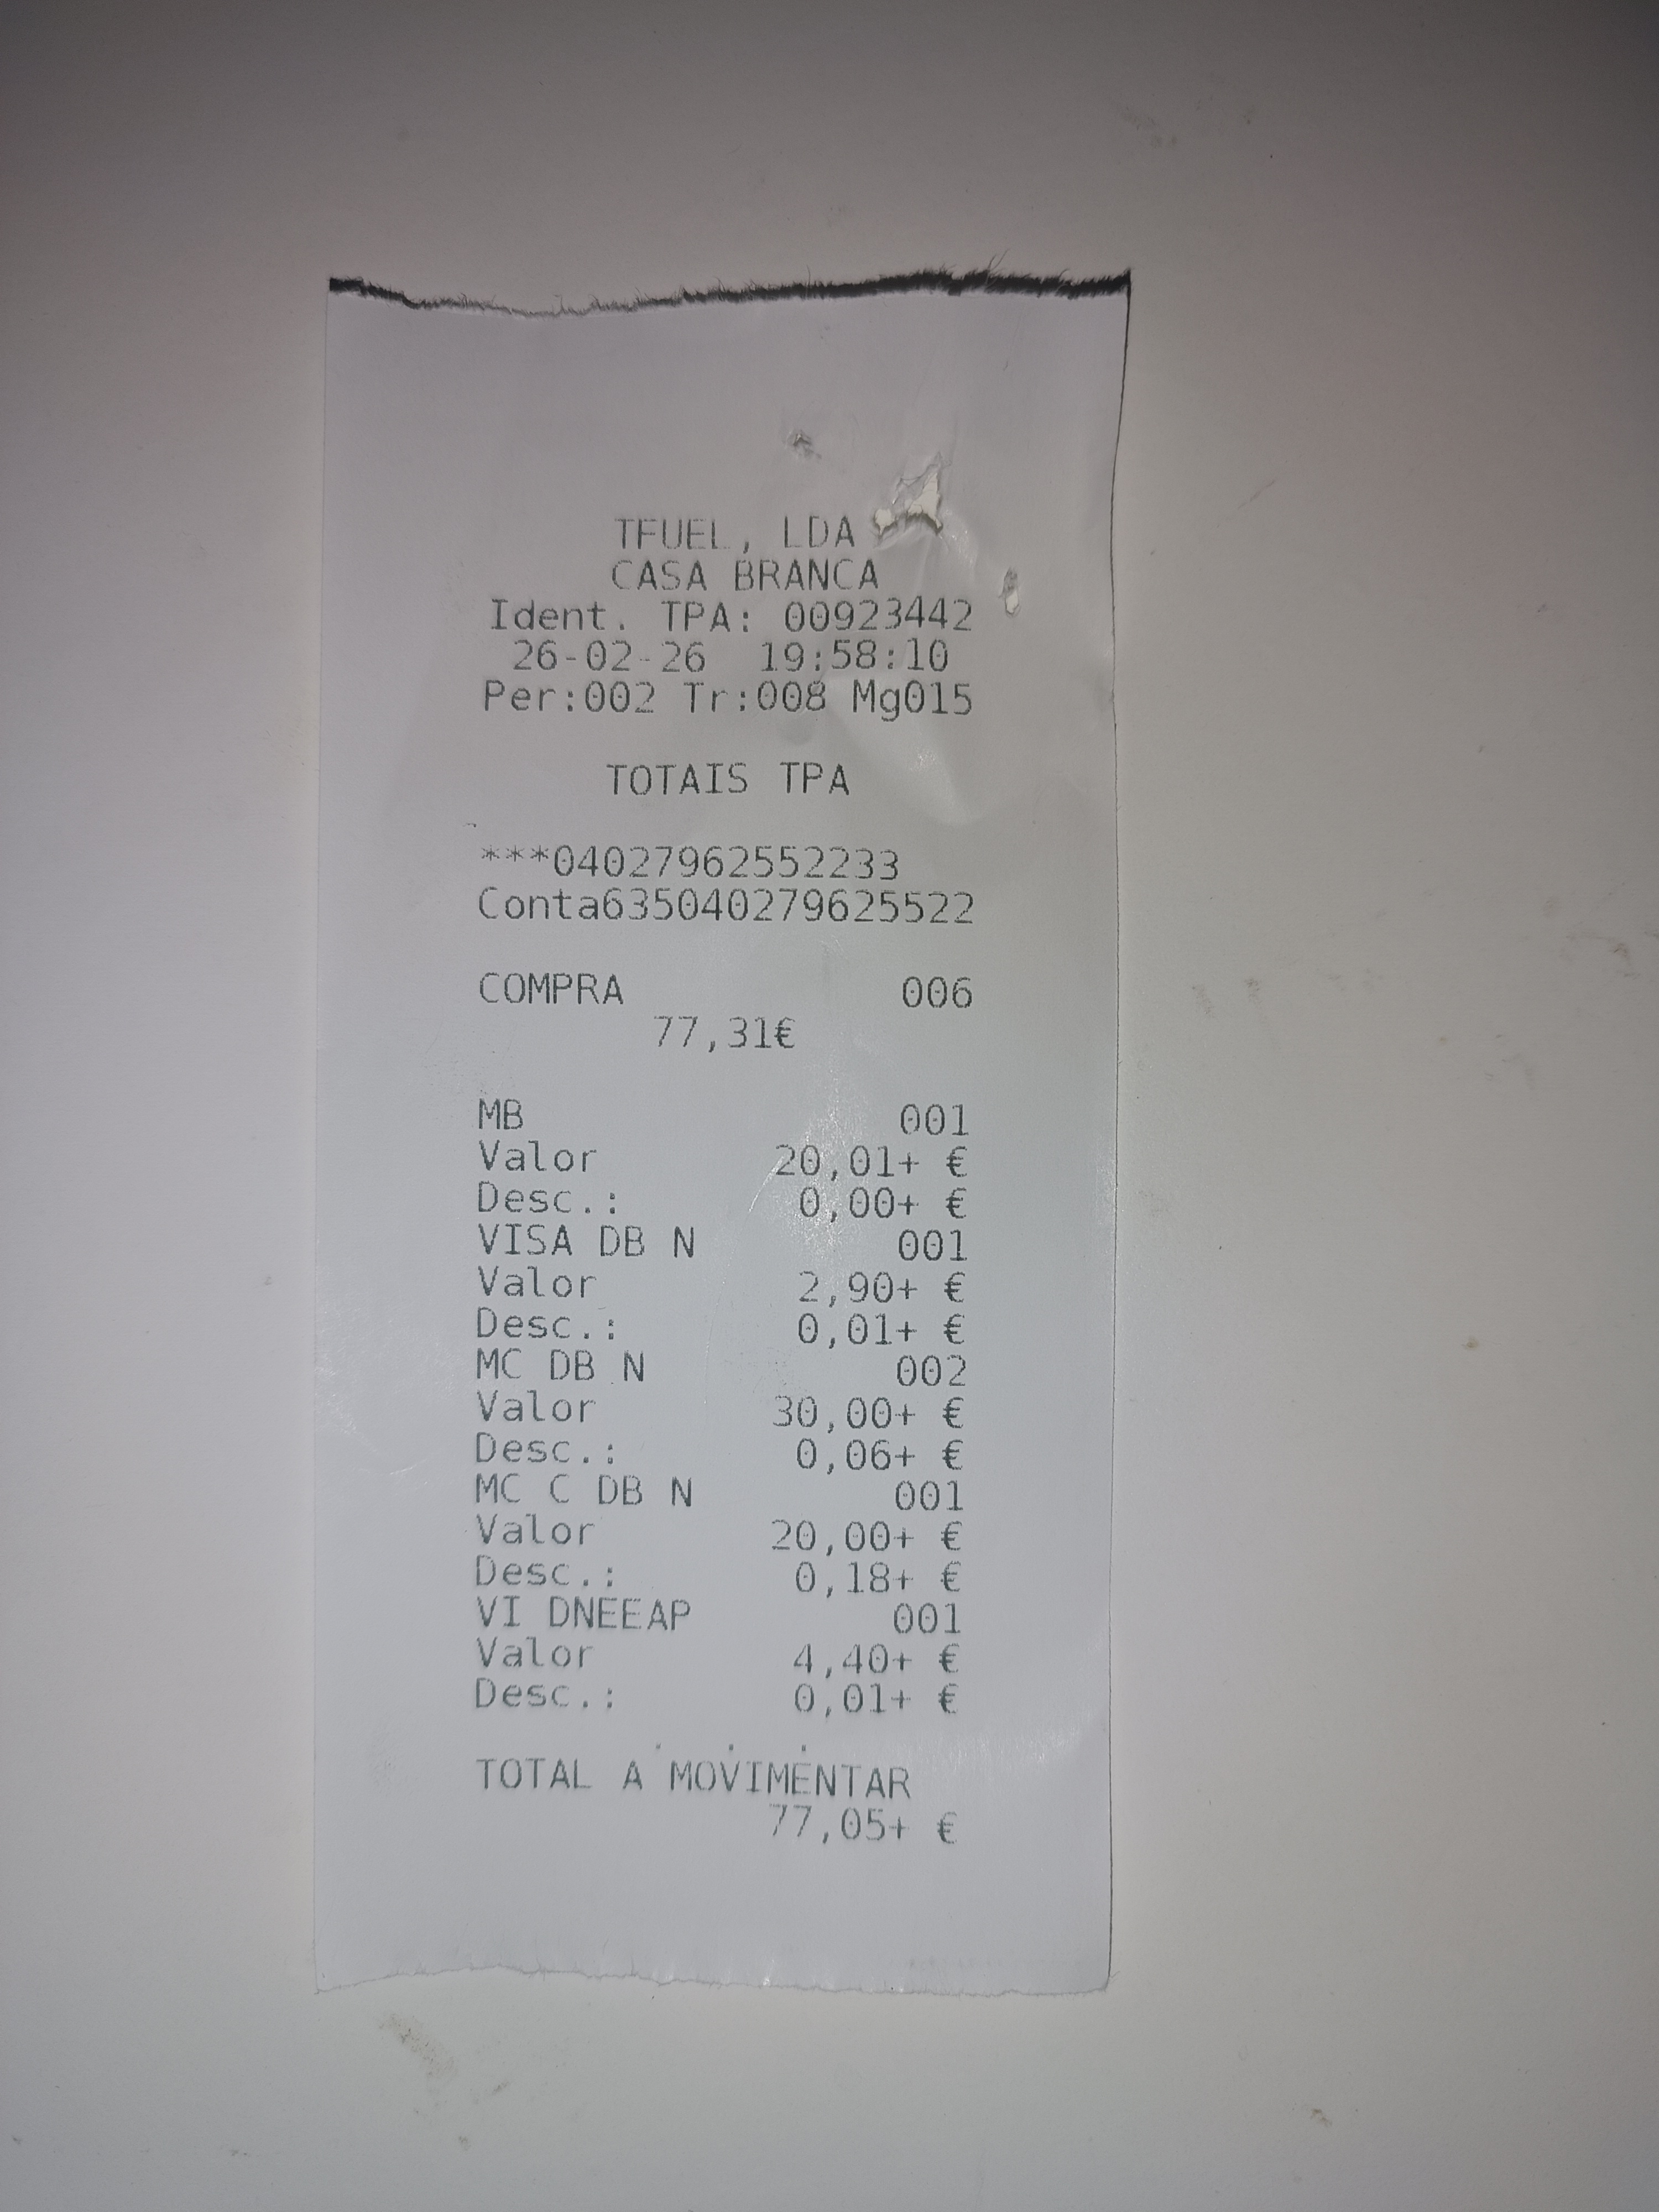 TFUEL, LDA
CASA BRANCA
Ident. TPA: 00923442
26-02-26 19:58:10
Per:002 Tr:008 Mg015
TOTAIS TPA
***04027962552233
Conta635040279625522
COMPRA 006
77,31€
MB 001
Valor 20,01+ €
Desc.: 0,00+ €
VISA DB N 001
Valor 2,90+ €
Desc.: 0,01+ €
MC DB N 002
Valor 30,00+ €
Desc.: 0,06+ €
MC C DB N 001
Valor 20,00+ €
Desc.: 0,18+ €
VI DNEEAP 001
Valor 4,40+ €
Desc.: 0,01+ €
TOTAL A MOVIMENTAR
77,05+ €